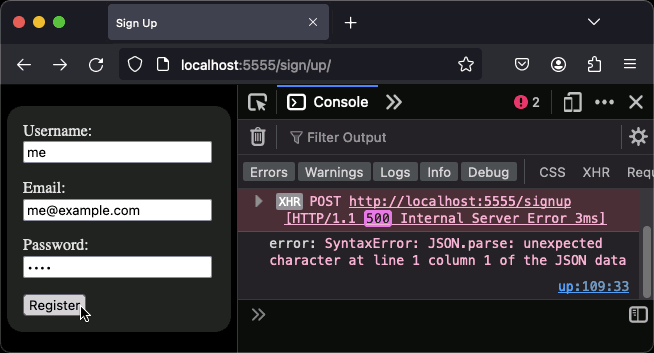 Sign Up
localhost:5555/sign/up/
Username:
me
Email:
me@example.com
Password:
••••
Register
Console
2
Filter Output
Errors Warnings Logs Info Debug CSS XHR Requ
XHR POST http://localhost:5555/signup
[HTTP/1.1 500 Internal Server Error 3ms]
error: SyntaxError: JSON.parse: unexpected
character at line 1 column 1 of the JSON data
up:109:33